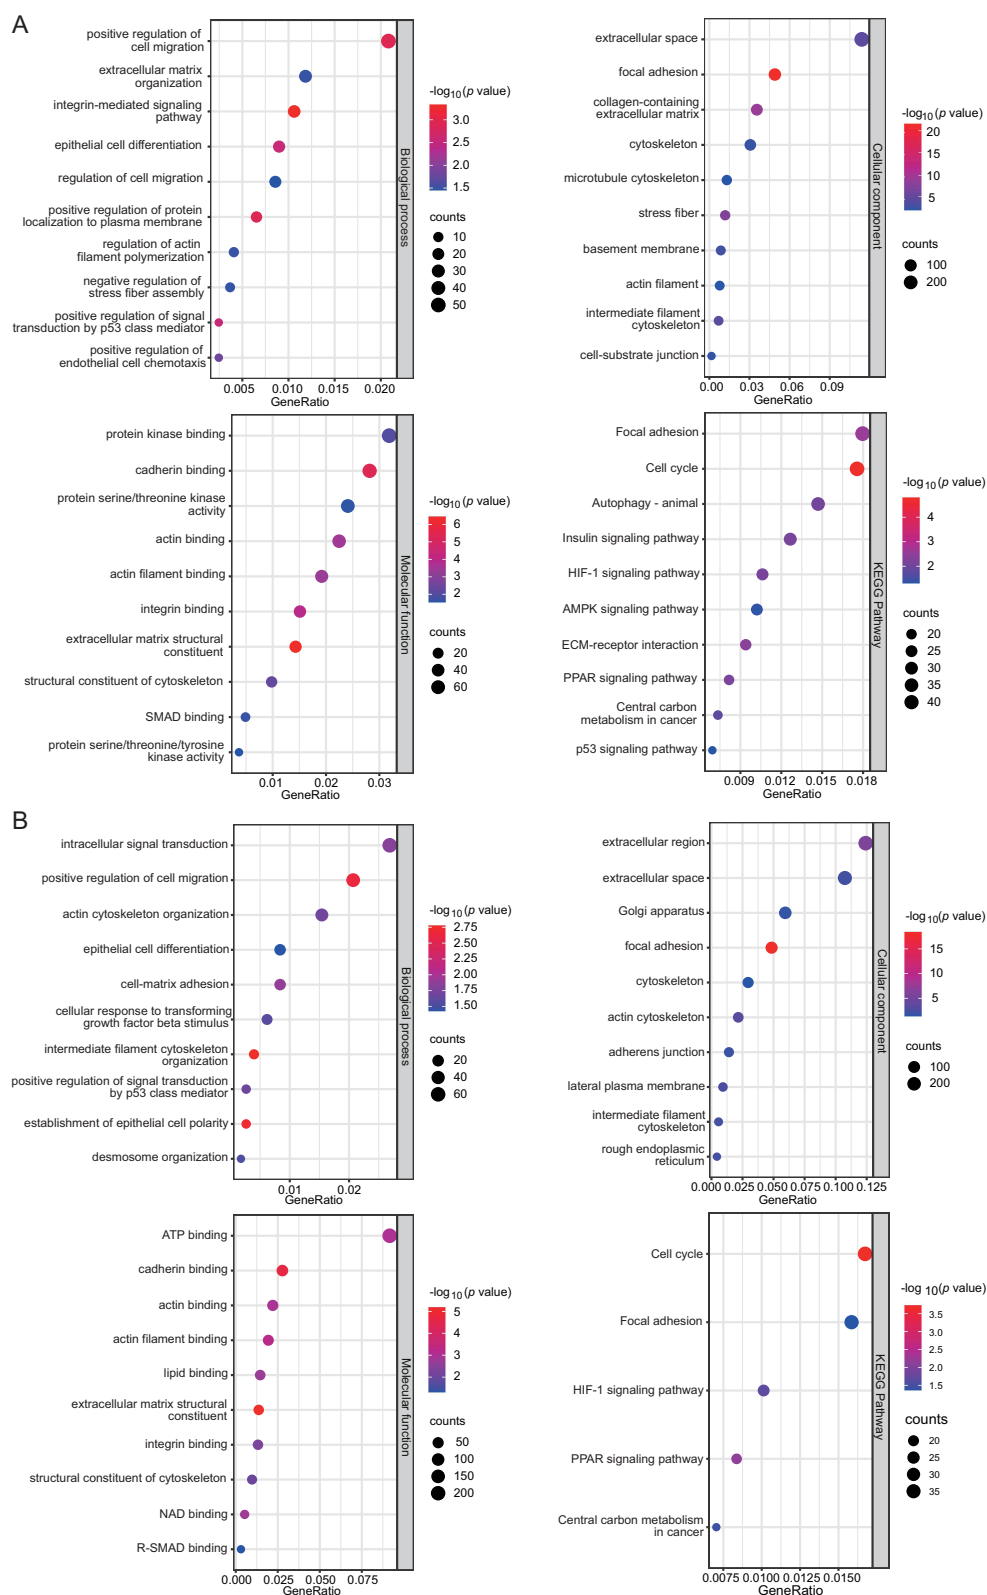 A
positive regulation of
cell migration
extracellular matrix
organization
integrin-mediated signaling
pathway
epithelial cell differentiation
regulation of cell migration
positive regulation of protein
localization to plasma membrane
regulation of actin
filament polymerization
negative regulation of
stress fiber assembly
positive regulation of signal
transduction by p53 class mediator
positive regulation of
endothelial cell chemotaxis
0.005 0.010 0.015 0.020
GeneRatio
Biological process
-log10(p value)
3.0
2.5
2.0
1.5
counts
10
20
30
40
50
extracellular space
focal adhesion
collagen-containing
extracellular matrix
cytoskeleton
microtubule cytoskeleton
stress fiber
basement membrane
actin filament
intermediate filament
cytoskeleton
cell-substrate junction
0.00 0.03 0.06 0.09
GeneRatio
Cellular component
-log10(p value)
20
15
10
5
counts
100
200
protein kinase binding
cadherin binding
protein serine/threonine kinase
activity
actin binding
actin filament binding
integrin binding
extracellular matrix structural
constituent
structural constituent of cytoskeleton
SMAD binding
protein serine/threonine/tyrosine
kinase activity
0.01 0.02 0.03
GeneRatio
Molecular function
-log10(p value)
6
5
4
3
2
counts
20
40
60
Focal adhesion
Cell cycle
Autophagy - animal
Insulin signaling pathway
HIF-1 signaling pathway
AMPK signaling pathway
ECM-receptor interaction
PPAR signaling pathway
Central carbon
metabolism in cancer
p53 signaling pathway
0.009 0.012 0.015 0.018
GeneRatio
KEGG Pathway
-log10(p value)
4
3
2
counts
20
25
30
35
40
B
intracellular signal transduction
positive regulation of cell migration
actin cytoskeleton organization
epithelial cell differentiation
cell-matrix adhesion
cellular response to transforming
growth factor beta stimulus
intermediate filament cytoskeleton
organization
positive regulation of signal transduction
by p53 class mediator
establishment of epithelial cell polarity
desmosome organization
0.01 0.02
GeneRatio
Biological process
-log10(p value)
2.75
2.50
2.25
2.00
1.75
1.50
counts
20
40
60
extracellular region
extracellular space
Golgi apparatus
focal adhesion
cytoskeleton
actin cytoskeleton
adherens junction
lateral plasma membrane
intermediate filament
cytoskeleton
rough endoplasmic
reticulum
0.000 0.025 0.050 0.075 0.100 0.125
GeneRatio
Cellular component
-log10(p value)
15
10
5
counts
100
200
ATP binding
cadherin binding
actin binding
actin filament binding
lipid binding
extracellular matrix structural
constituent
integrin binding
structural constituent of cytoskeleton
NAD binding
R-SMAD binding
0.000 0.025 0.050 0.075
GeneRatio
Molecular function
-log10(p value)
5
4
3
2
counts
50
100
150
200
Cell cycle
Focal adhesion
HIF-1 signaling pathway
PPAR signaling pathway
Central carbon metabolism
in cancer
0.0075 0.0100 0.0125 0.0150
GeneRatio
KEGG Pathway
-log 10(p value)
3.5
3.0
2.5
2.0
1.5
counts
20
25
30
35